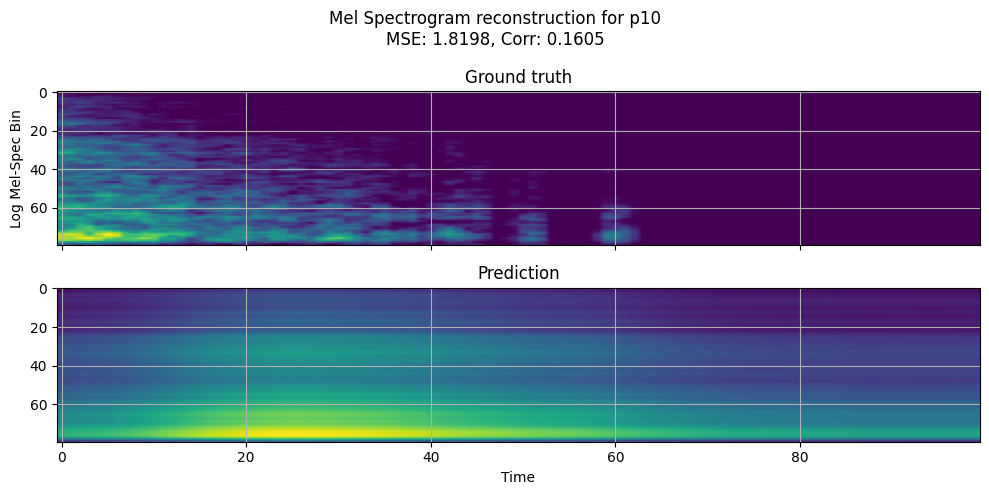 Mel Spectrogram reconstruction for p10
MSE: 1.8198, Corr: 0.1605
Ground truth
Log Mel-Spec Bin
0
20
40
60
Prediction
0
20
40
60
0 20 40 60 80
Time